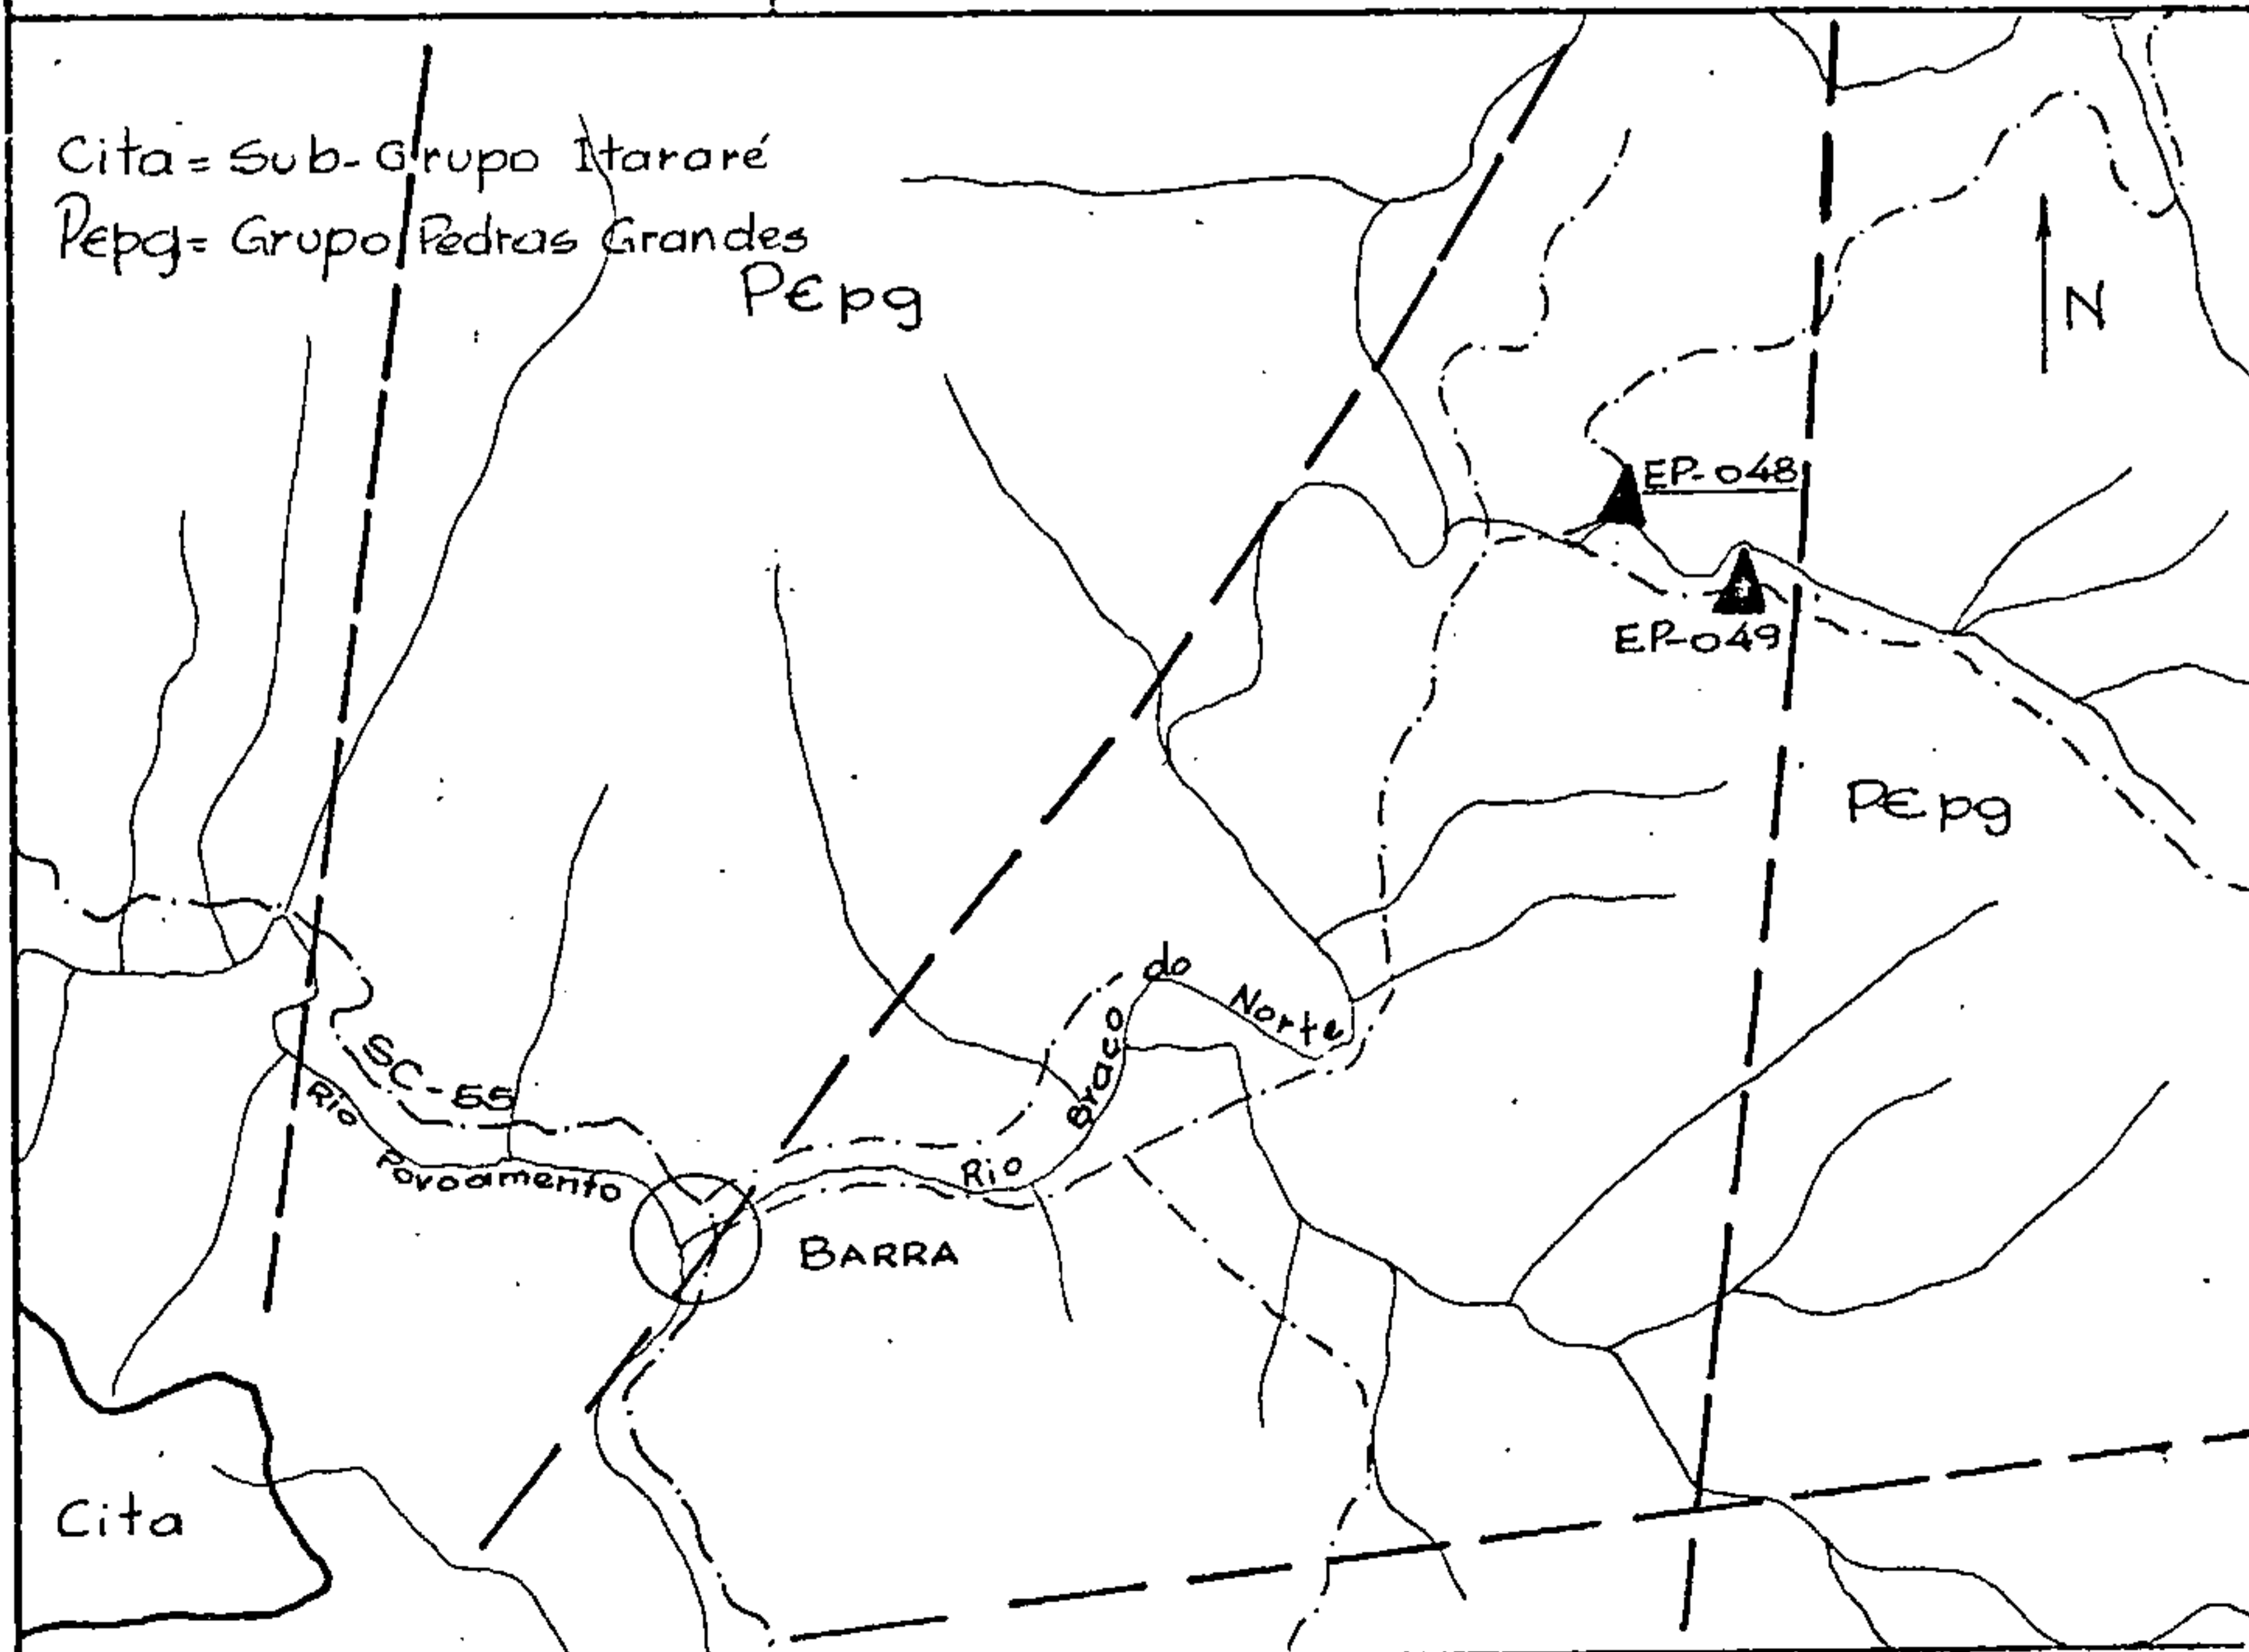 Cita = Sub-Grupo Itararé
PЄpg = Grupo Pedras Grandes
PЄpg
N
EP-048
EP-049
PЄpg
do
Norte
Braço
Rio
SC-65
Rio
Povoamento
BARRA
Cita